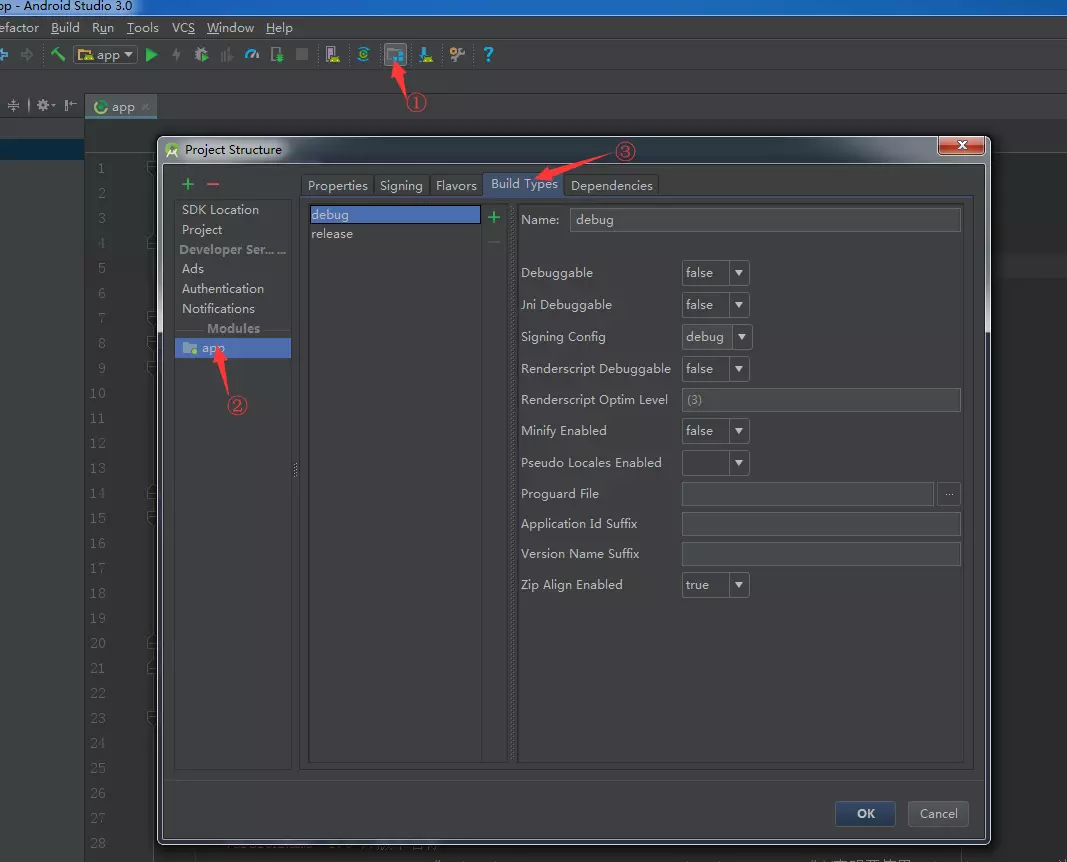 op - Android Studio 3.0
efactor Build Run Tools VCS Window Help
app ?
①
app
Project Structure
③
Properties Signing Flavors Build Types Dependencies
SDK Location
Project
Developer Ser... ...
Ads
Authentication
Notifications
Modules
app
②
debug
release
Name: debug
Debuggable false
Jni Debuggable false
Signing Config debug
Renderscript Debuggable false
Renderscript Optim Level (3)
Minify Enabled false
Pseudo Locales Enabled
Proguard File ...
Application Id Suffix
Version Name Suffix
Zip Align Enabled true
OK Cancel
1
2
3
4
5
6
7
8
9
10
11
12
13
14
15
16
17
18
19
20
21
22
23
24
25
26
27
28